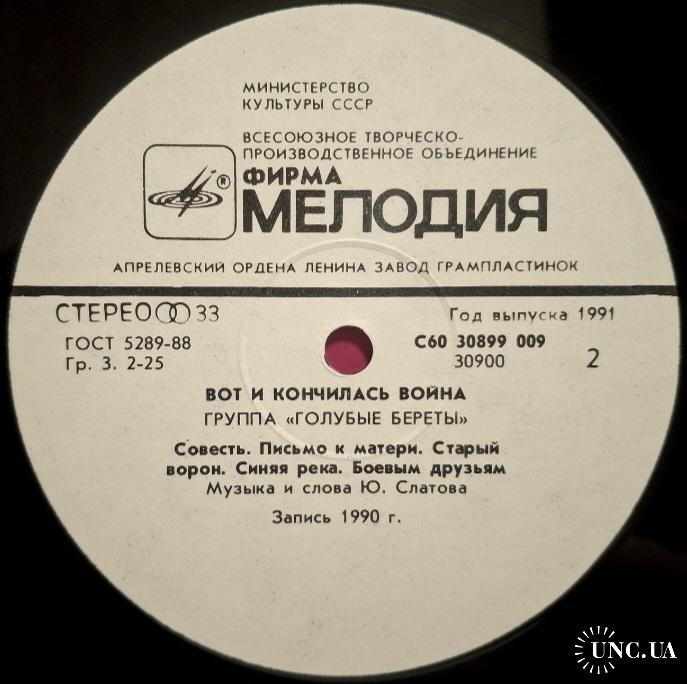 МИНИСТЕРСТВО
КУЛЬТУРЫ СССР
ВСЕСОЮЗНОЕ ТВОРЧЕСКО-
ПРОИЗВОДСТВЕННОЕ ОБЪЕДИНЕНИЕ
ФИРМА
®
МЕЛОДИЯ
АПРЕЛЕВСКИЙ ОРДЕНА ЛЕНИНА ЗАВОД ГРАМПЛАСТИНОК
СТЕРЕО 33
Год выпуска 1991
ГОСТ 5289-88
С60 30899 009
Гр. 3. 2-25
30900
2
ВОТ И КОНЧИЛАСЬ ВОЙНА
ГРУППА «ГОЛУБЫЕ БЕРЕТЫ»
Совесть. Письмо к матери. Старый
ворон. Синяя река. Боевым друзьям
Музыка и слова Ю. Слатова
Запись 1990 г.
UNC.UA